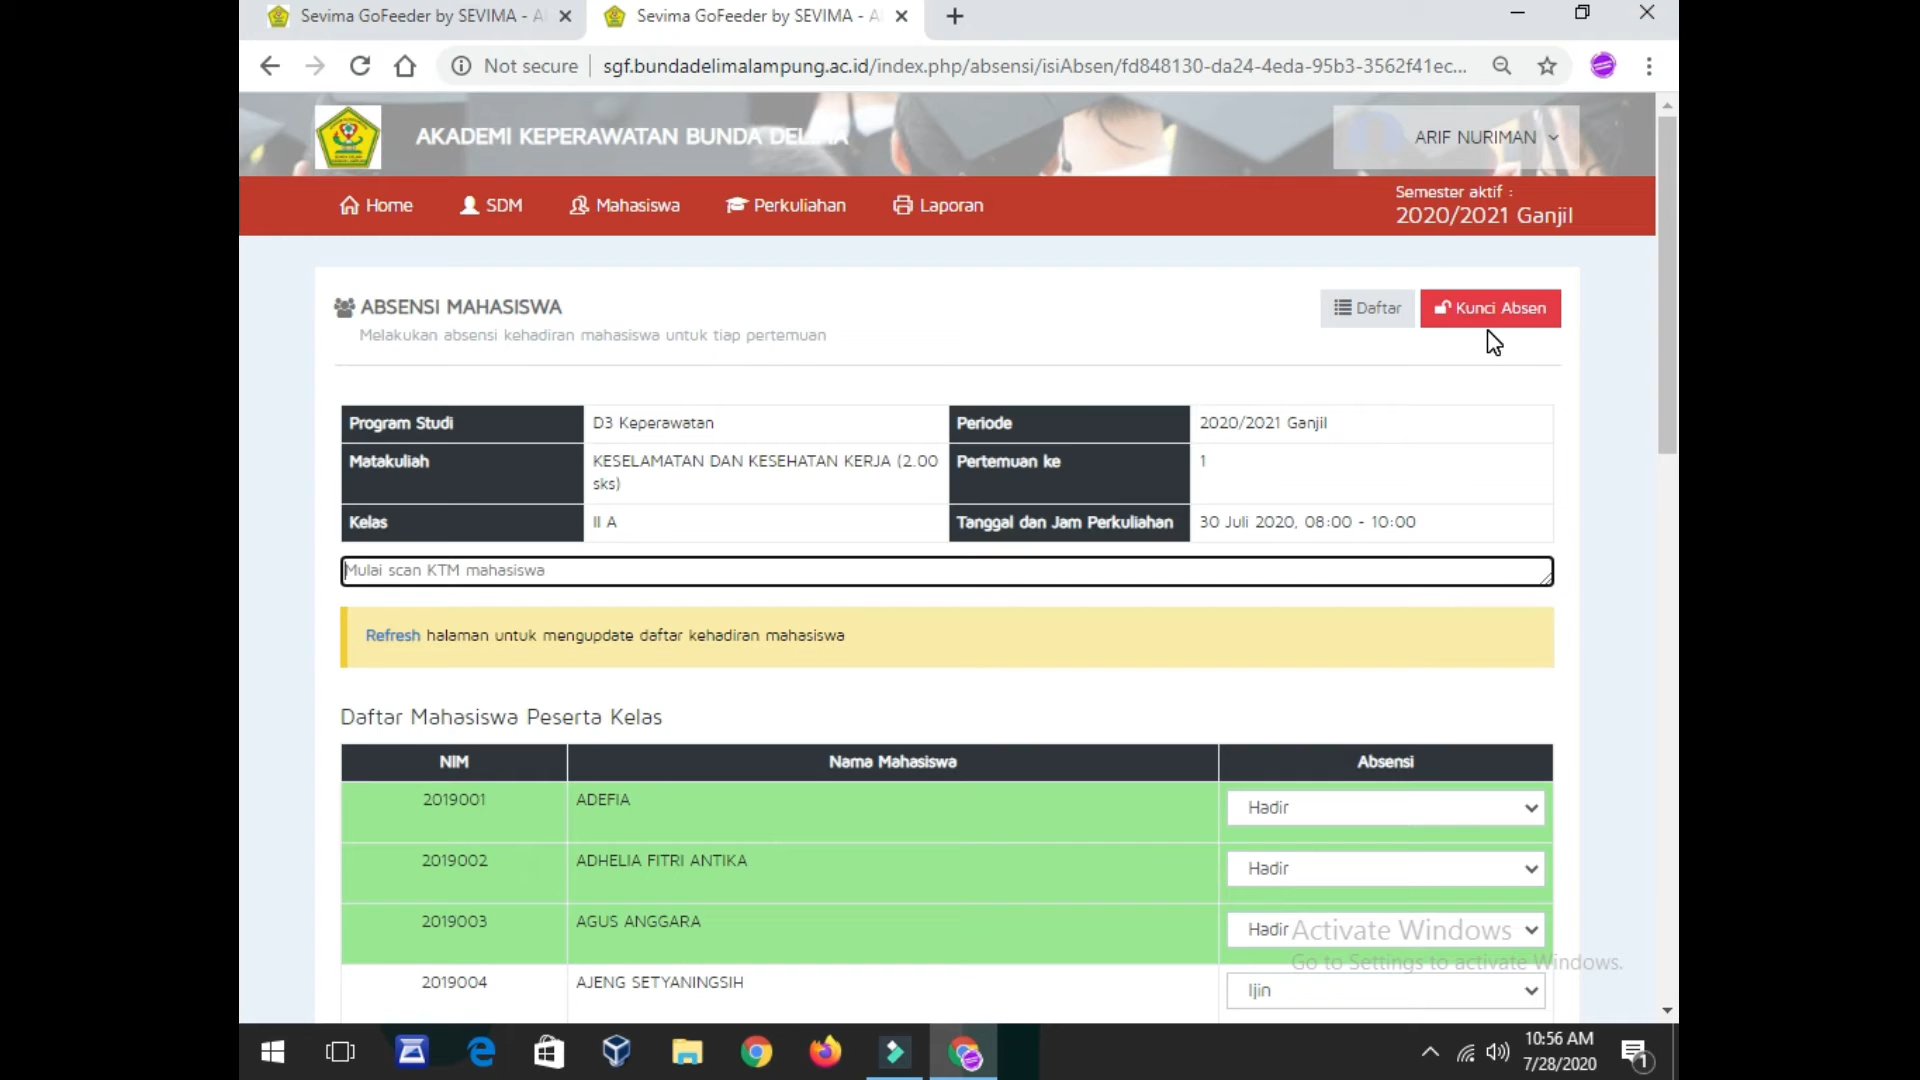 Sevima GoFeeder by SEVIMA - A
Sevima GoFeeder by SEVIMA - A
Not secure
sgf.bundadelimalampung.ac.id/index.php/absensi/isiAbsen/fd848130-da24-4eda-95b3-3562f41ec...
AKADEMI KEPERAWATAN BUNDA DELIMA
ARIF NURIMAN
Home
SDM
Mahasiswa
Perkuliahan
Laporan
Semester aktif :
2020/2021 Ganjil
ABSENSI MAHASISWA
Melakukan absensi kehadiran mahasiswa untuk tiap pertemuan
Daftar
Kunci Absen
Program Studi
D3 Keperawatan
Periode
2020/2021 Ganjil
Matakuliah
KESELAMATAN DAN KESEHATAN KERJA (2.00
sks)
Pertemuan ke
1
Kelas
II A
Tanggal dan Jam Perkuliahan
30 Juli 2020, 08:00 - 10:00
Mulai scan KTM mahasiswa
Refresh halaman untuk mengupdate daftar kehadiran mahasiswa
Daftar Mahasiswa Peserta Kelas
NIM
Nama Mahasiswa
Absensi
2019001
ADEFIA
Hadir
2019002
ADHELIA FITRI ANTIKA
Hadir
2019003
AGUS ANGGARA
Hadir
Activate Windows
Go to Settings to activate Windows.
2019004
AJENG SETYANINGSIH
Ijin
10:56 AM
7/28/2020
1